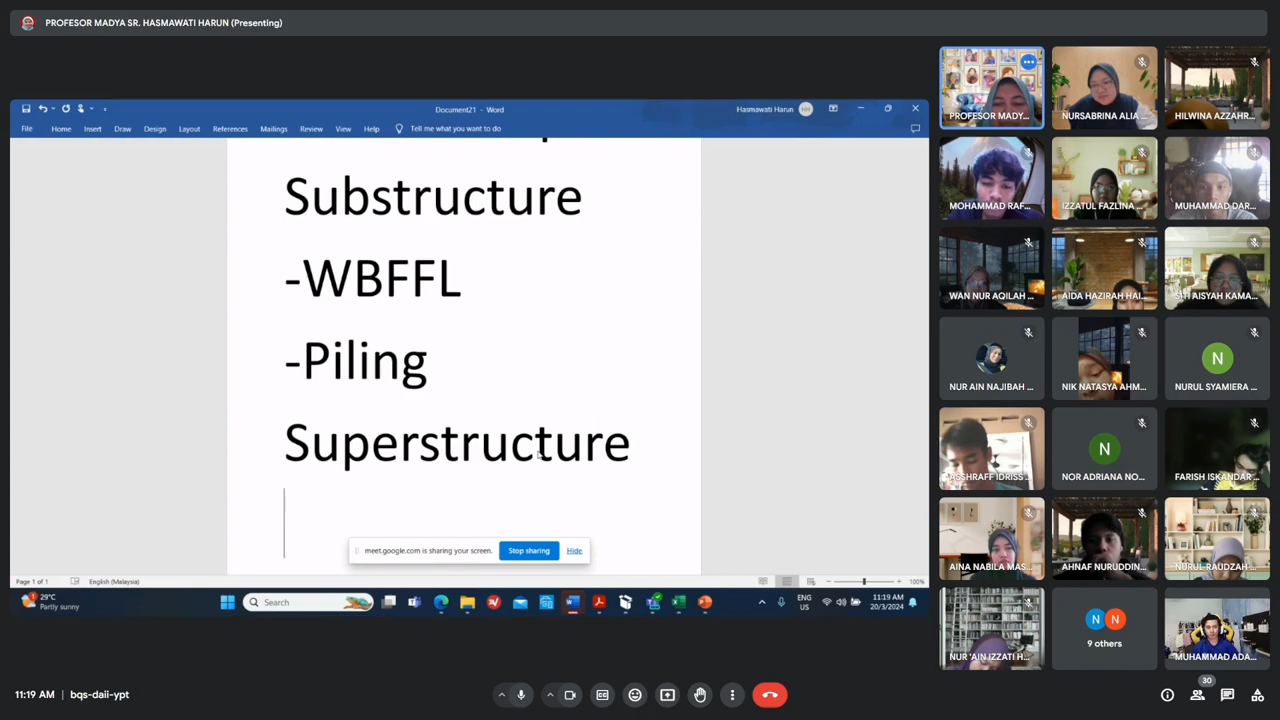 PROFESOR MADYA SR. HASMAWATI HARUN (Presenting)
Document21 - Word
Hasmawati Harun
HH
File Home Insert Draw Design Layout References Mailings Review View Help Tell me what you want to do
Substructure
-WBFFL
-Piling
Superstructure
meet.google.com is sharing your screen. Stop sharing Hide
Page 1 of 1 English (Malaysia) 100%
29°C
Partly sunny
Search
ENG
US
11:19 AM
20/3/2024
PROFESOR MADY...
NURSABRINA ALIA ...
HILWINA AZZAHR...
MOHAMMAD RAF...
IZZATUL FAZLINA ...
MUHAMMAD DAR...
WAN NUR AQILAH ...
AIDA HAZIRAH HAI...
SITI AISYAH KAMA...
NUR AIN NAJIBAH ...
NIK NATASYA AHM...
N
NURUL SYAMIERA ...
ASSHRAFF IDRISS ...
N
NOR ADRIANA NO...
FARISH ISKANDAR ...
AINA NABILA MAS...
AHNAF NURUDDIN...
NURUL RAUDZAH ...
NUR 'AIN IZZATI H...
N N
9 others
MUHAMMAD ADA...
11:19 AM | bqs-daii-ypt
30